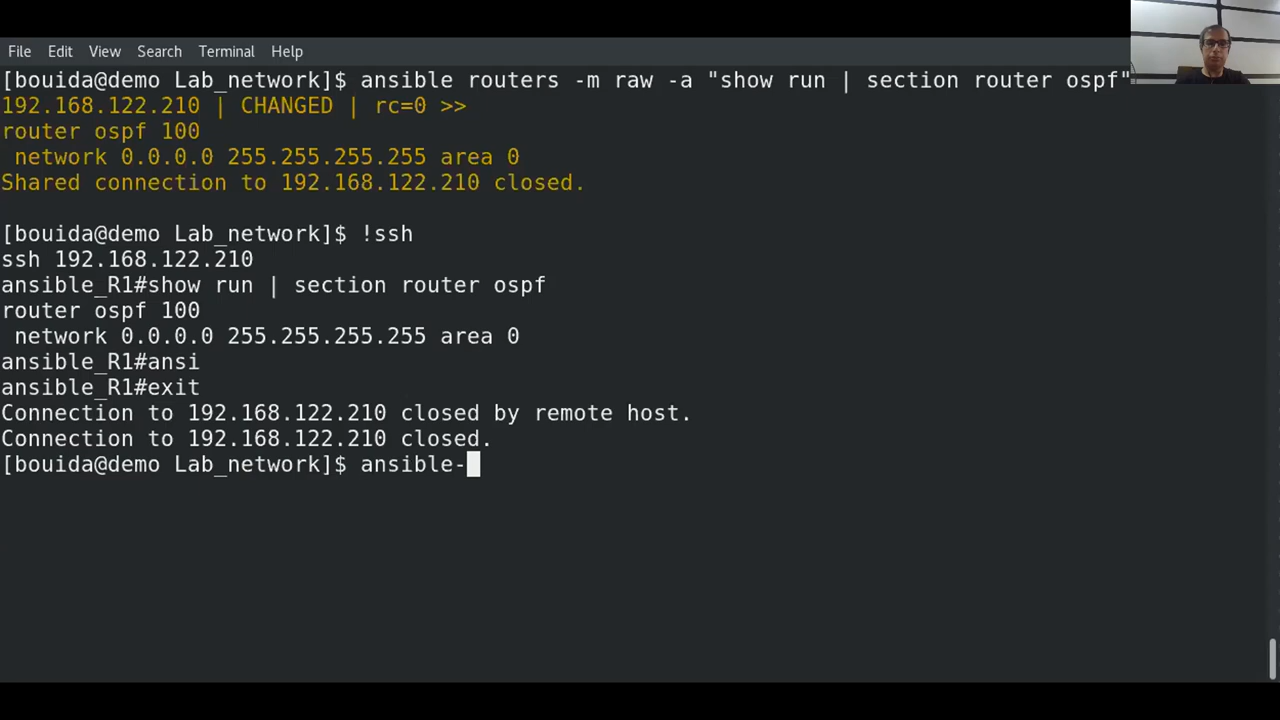 File Edit View Search Terminal Help
[bouida@demo Lab_network]$ ansible routers -m raw -a "show run | section router ospf"
192.168.122.210 | CHANGED | rc=0 >>
router ospf 100
 network 0.0.0.0 255.255.255.255 area 0
Shared connection to 192.168.122.210 closed.
[bouida@demo Lab_network]$ !ssh
ssh 192.168.122.210
ansible_R1#show run | section router ospf
router ospf 100
 network 0.0.0.0 255.255.255.255 area 0
ansible_R1#ansi
ansible_R1#exit
Connection to 192.168.122.210 closed by remote host.
Connection to 192.168.122.210 closed.
[bouida@demo Lab_network]$ ansible-